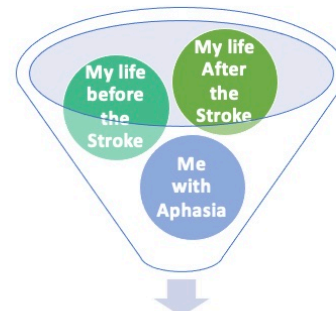 My life
before
the
Stroke
My life
After
the
Stroke
Me
with
Aphasia